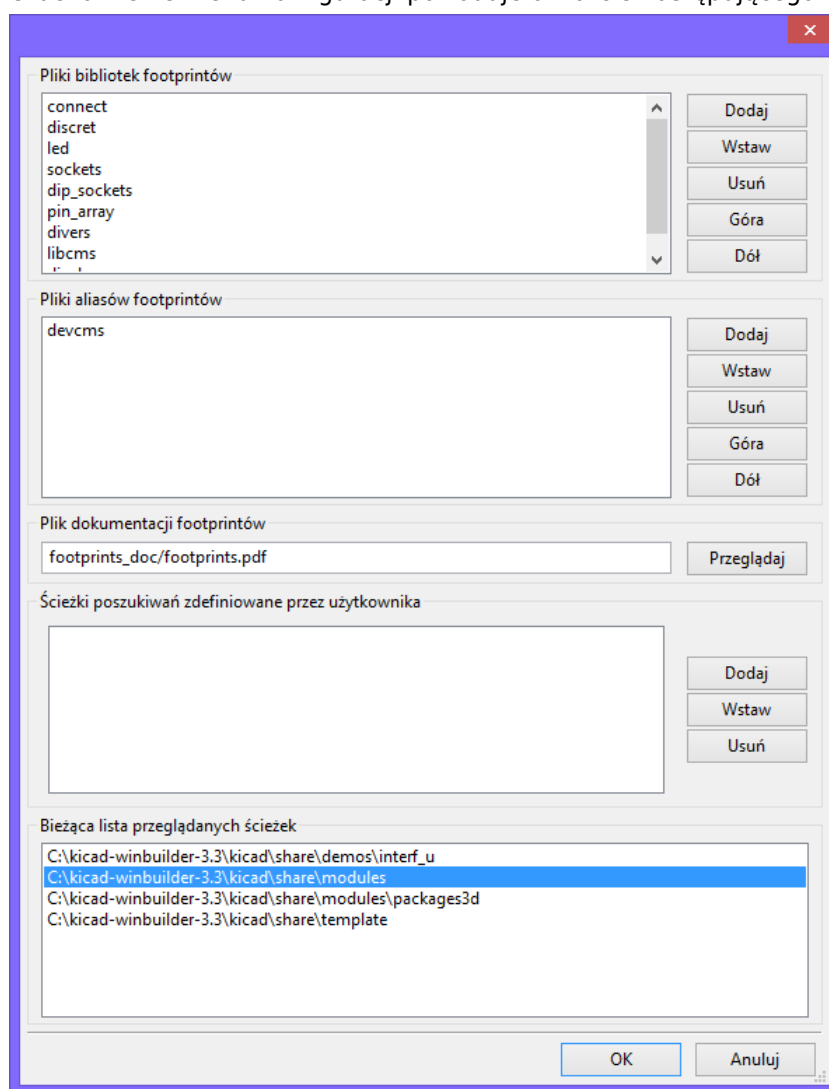 Pliki bibliotek footprintów
connect
discret
led
sockets
dip_sockets
pin_array
divers
libcms
Dodaj
Wstaw
Usuń
Góra
Dół
Pliki aliasów footprintów
devcms
Dodaj
Wstaw
Usuń
Góra
Dół
Plik dokumentacji footprintów
footprints_doc/footprints.pdf
Przeglądaj
Ścieżki poszukiwań zdefiniowane przez użytkownika
Dodaj
Wstaw
Usuń
Bieżąca lista przeglądanych ścieżek
C:\kicad-winbuilder-3.3\kicad\share\demos\interf_u
C:\kicad-winbuilder-3.3\kicad\share\modules
C:\kicad-winbuilder-3.3\kicad\share\modules\packages3d
C:\kicad-winbuilder-3.3\kicad\share\template
OK
Anuluj